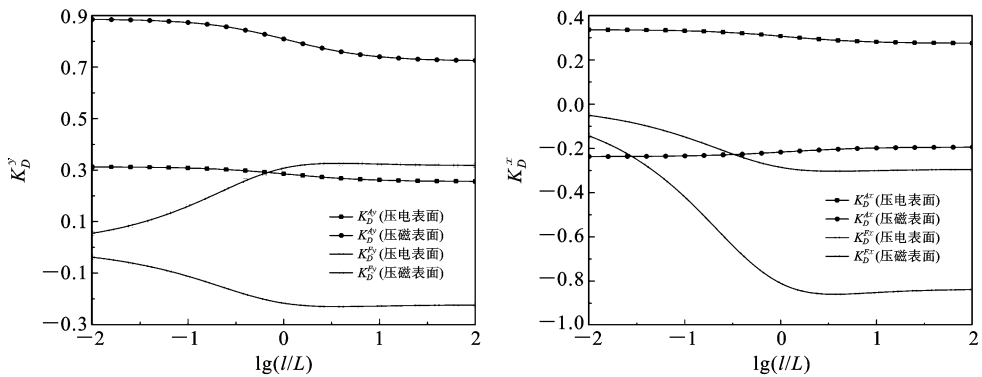 0.9
0.7
0.5
0.3
0.1
−0.1
−0.3
K_D^y
−2
−1
0
1
2
lg(l/L)
K_D^{Ay}(压电表面)
K_D^{Ay}(压磁表面)
K_D^{Fy}(压电表面)
K_D^{Fy}(压磁表面)
0.4
0.2
0.0
−0.2
−0.4
−0.6
−0.8
−1.0
K_D^x
−2
−1
0
1
2
lg(l/L)
K_D^{Ax}(压电表面)
K_D^{Ax}(压磁表面)
K_D^{Fx}(压电表面)
K_D^{Fx}(压磁表面)